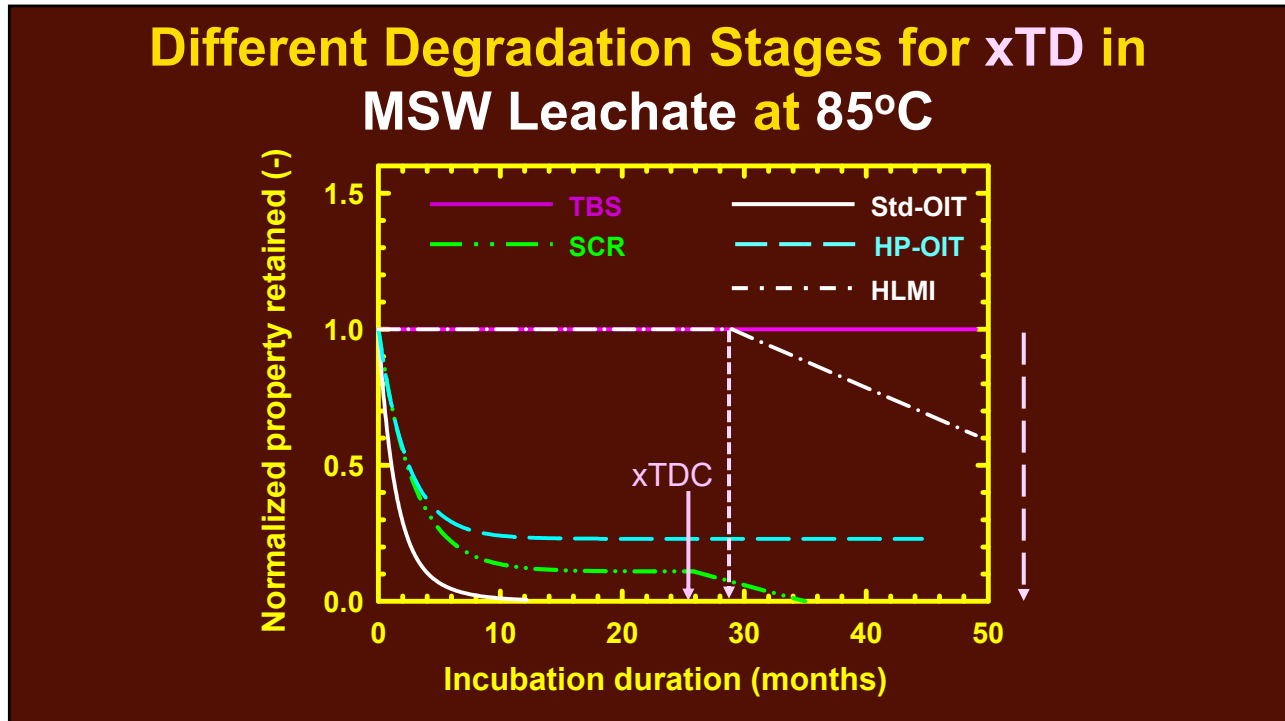 Different Degradation Stages for xTD in
MSW Leachate at 85°C
Normalized property retained (-)
1.5
1.0
0.5
0.0
TBS
SCR
Std-OIT
HP-OIT
HLMI
xTDC
0 10 20 30 40 50
Incubation duration (months)